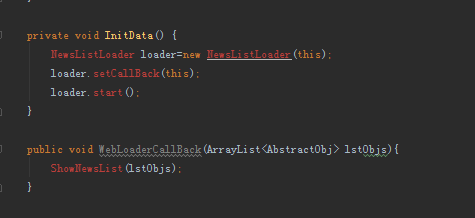 private void InitData() {
NewsListLoader loader=new NewsListLoader(this);
loader.setCallBack(this);
loader.start();
}
public void WebLoaderCallBack(ArrayList<AbstractObj> lstObjs){
ShowNewsList(lstObjs);
}